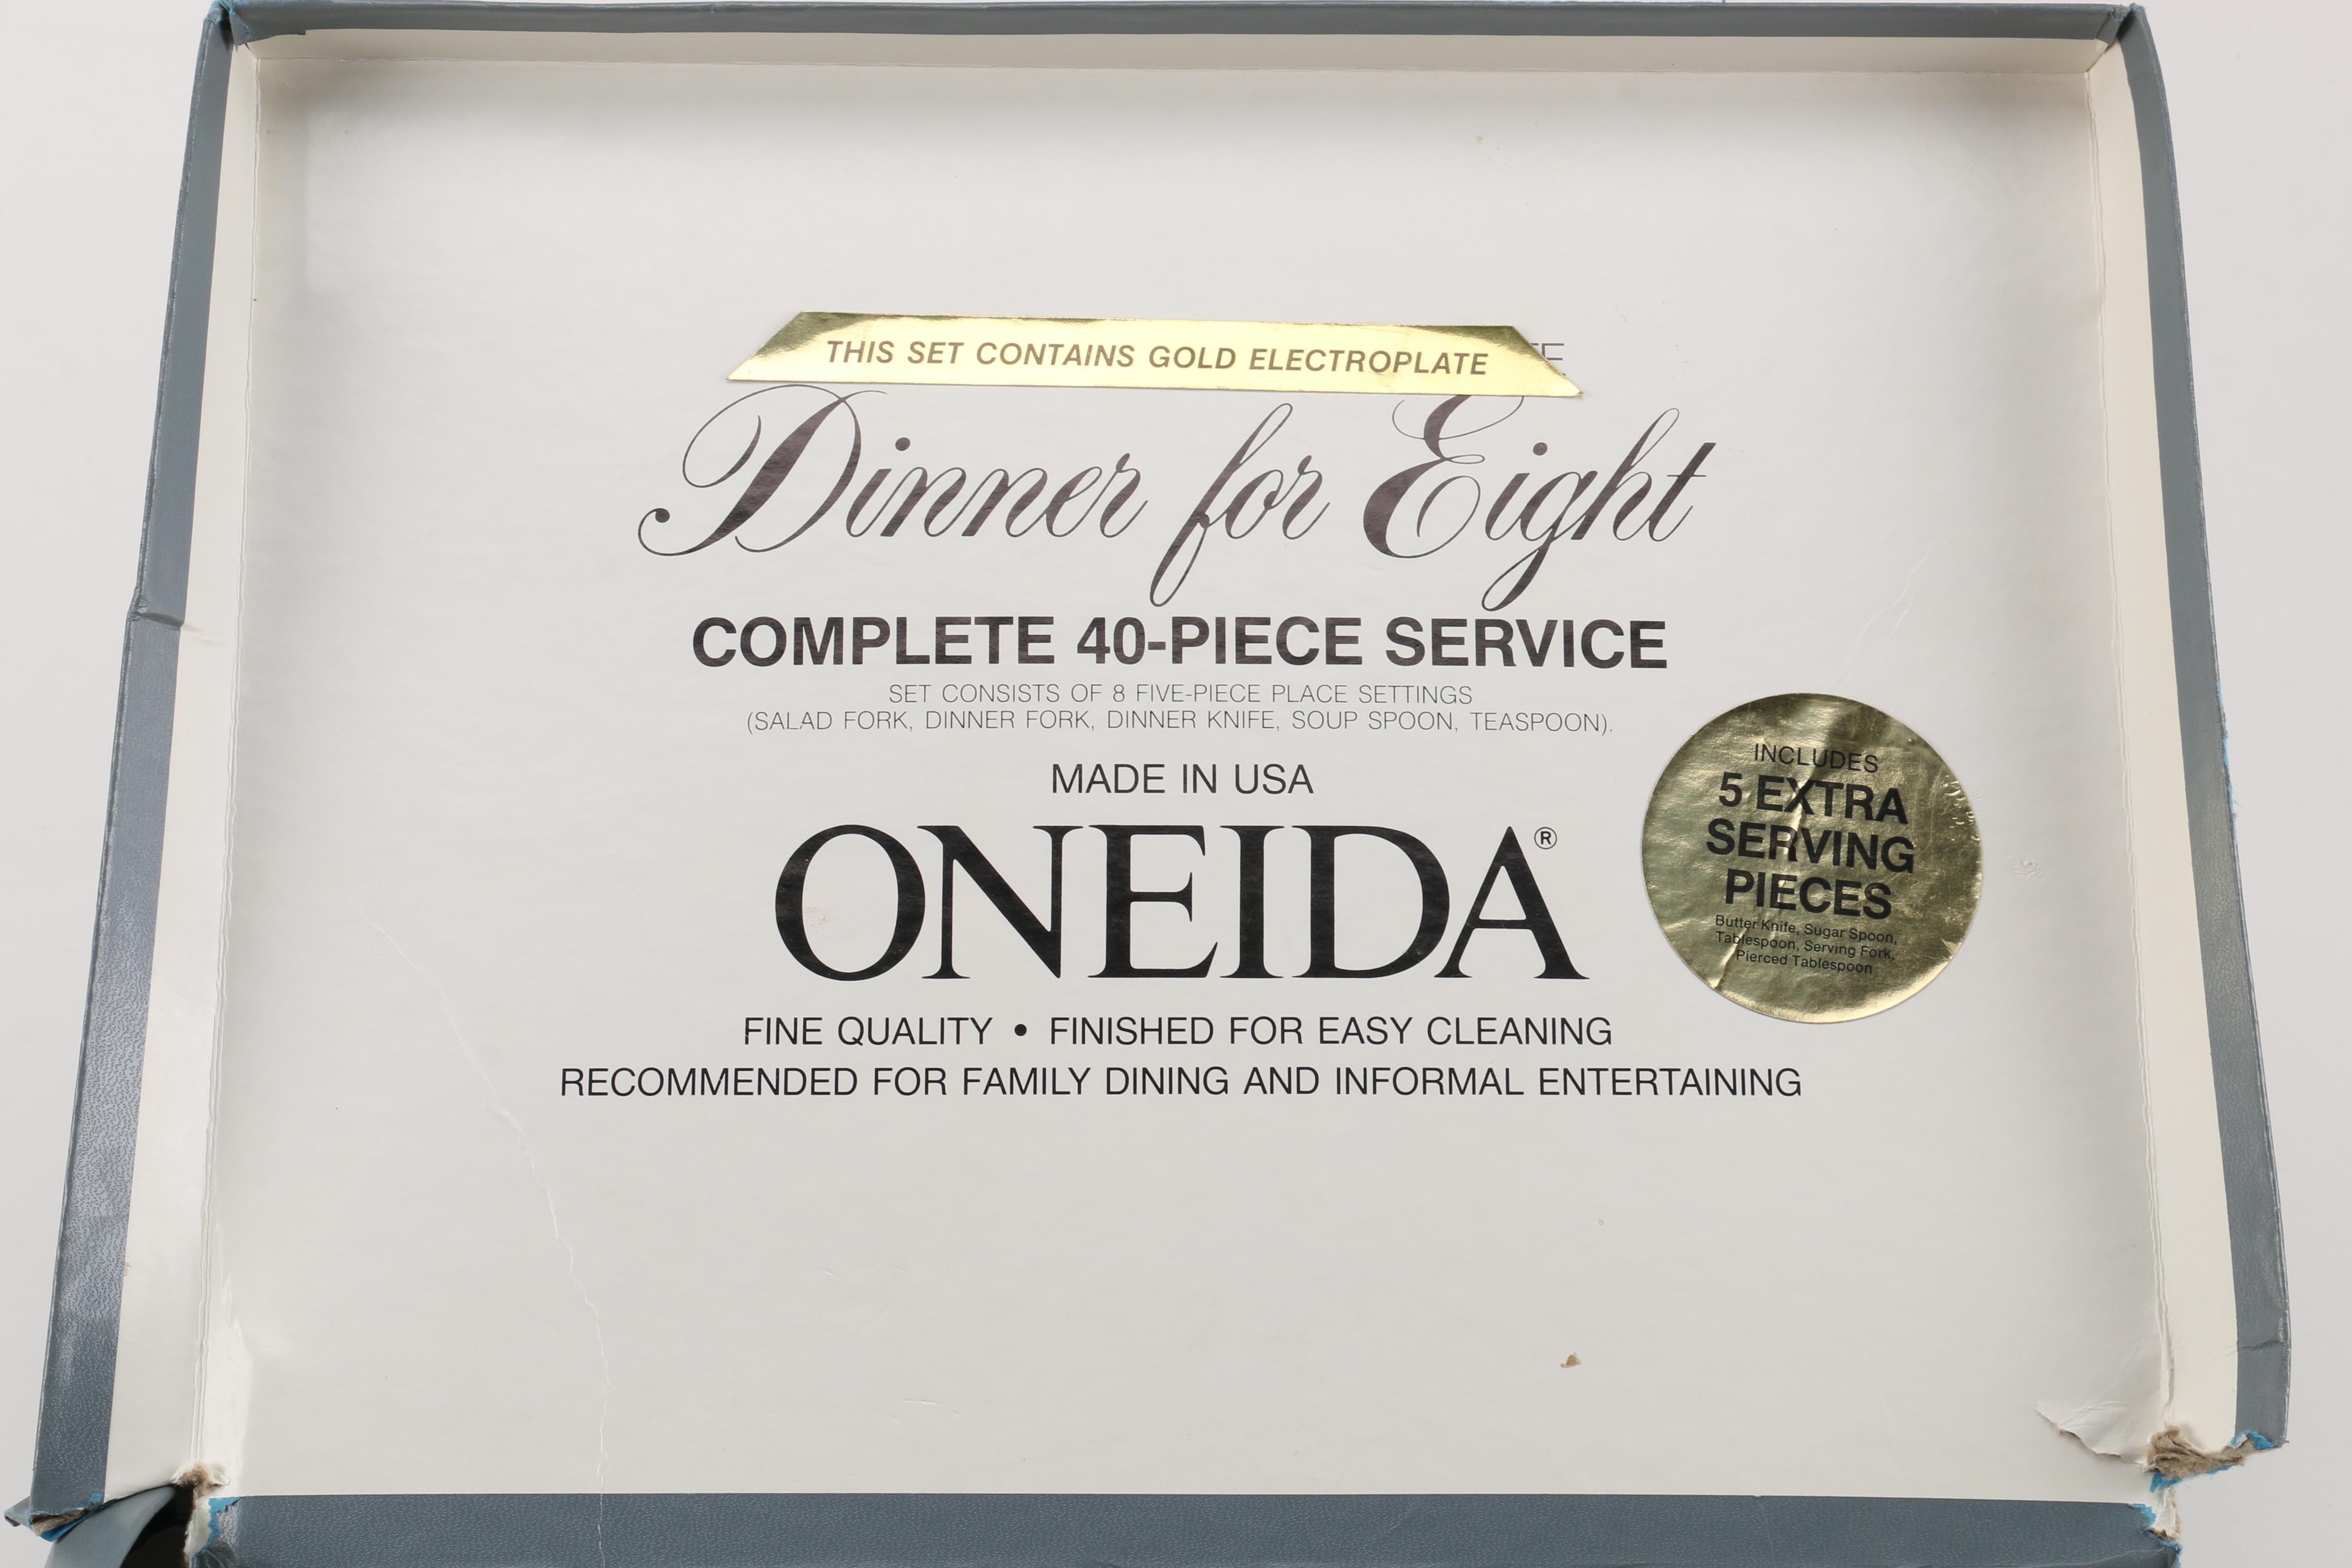 THIS SET CONTAINS GOLD ELECTROPLATE
Dinner for Eight
COMPLETE 40-PIECE SERVICE
SET CONSISTS OF 8 FIVE-PIECE PLACE SETTINGS
(SALAD FORK, DINNER FORK, DINNER KNIFE, SOUP SPOON, TEASPOON).
MADE IN USA
ONEIDA®
FINE QUALITY • FINISHED FOR EASY CLEANING
RECOMMENDED FOR FAMILY DINING AND INFORMAL ENTERTAINING
INCLUDES
5 EXTRA
SERVING
PIECES
Butter Knife, Sugar Spoon,
Tablespoon, Serving Fork,
Pierced Tablespoon